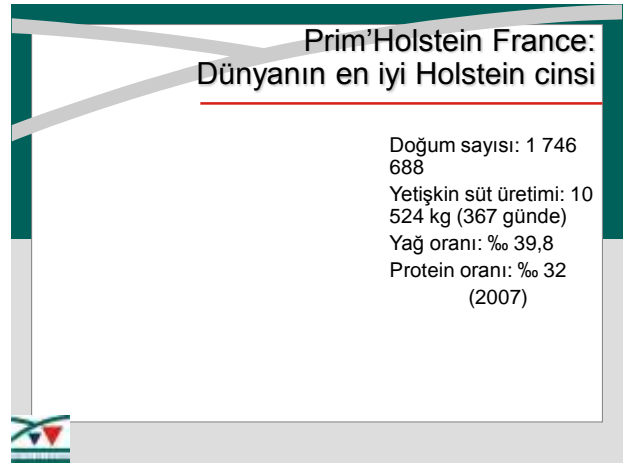 Prim’Holstein France:
Dünyanın en iyi Holstein cinsi
Doğum sayısı: 1 746
688
Yetişkin süt üretimi: 10
524 kg (367 günde)
Yağ oranı: ‰ 39,8
Protein oranı: ‰ 32
(2007)